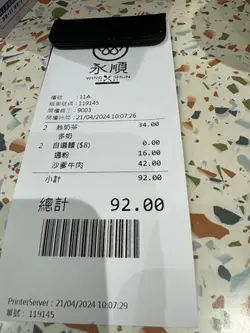 永順
WING SHUN
檯號 : 11A
帳單號碼 : 119145
開檯員工 : 9003
開檯時間 : 21/04/2024 10:07:26
2 熱奶茶 34.00
多奶
2 自選麵 ($8) 0.00
通粉 16.00
沙爹牛肉 42.00
小計 92.00
總計 92.00
PrinterServer : 21/04/2024 10:07:29
單號 : 119145